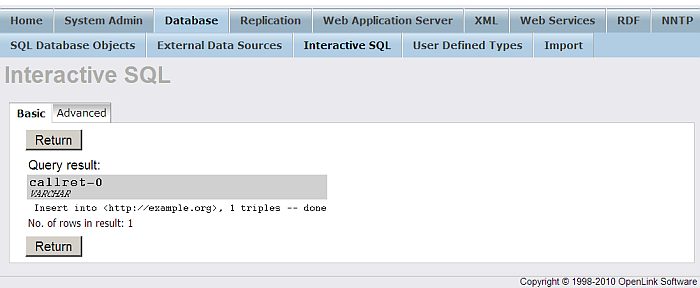 Home System Admin Database Replication Web Application Server XML Web Services RDF NNTP
SQL Database Objects External Data Sources Interactive SQL User Defined Types Import
Interactive SQL
Basic Advanced
Return
Query result:
callret-0
VARCHAR
Insert into <http://example.org>, 1 triples -- done
No. of rows in result: 1
Return
Copyright © 1998-2010 OpenLink Software